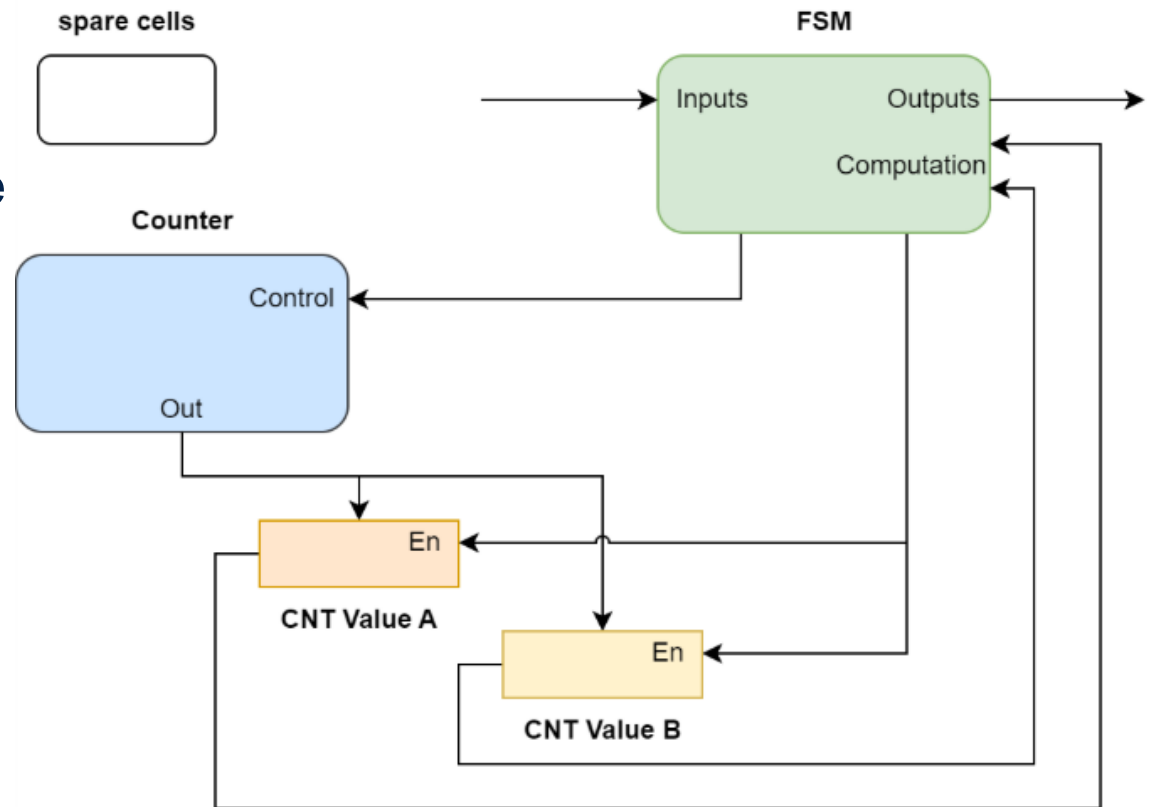 spare cells
FSM
Inputs
Outputs
Computation
e
Counter
Control
Out
En
CNT Value A
En
CNT Value B